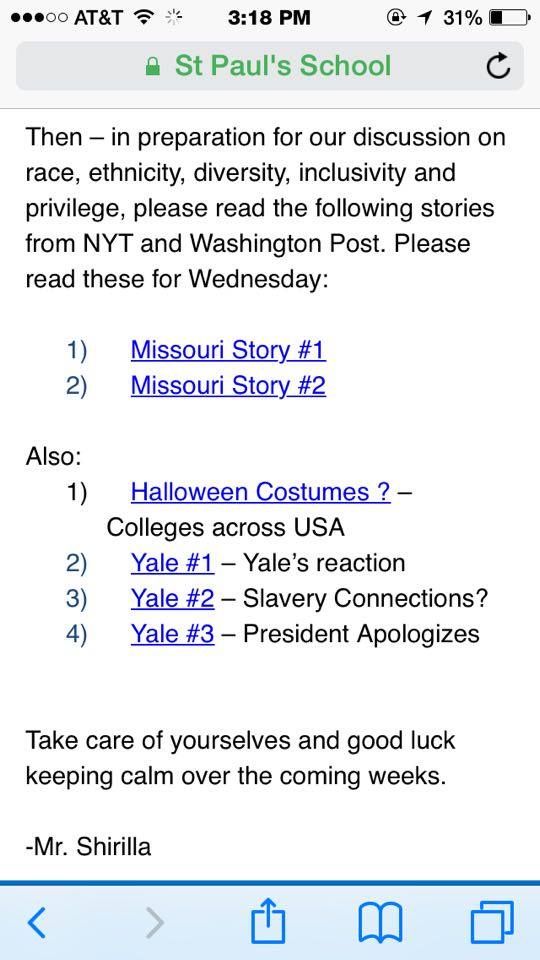 AT&T 3:18 PM 31%
St Paul's School
Then – in preparation for our discussion on
race, ethnicity, diversity, inclusivity and
privilege, please read the following stories
from NYT and Washington Post. Please
read these for Wednesday:
1) Missouri Story #1
2) Missouri Story #2
Also:
1) Halloween Costumes ? –
Colleges across USA
2) Yale #1 – Yale’s reaction
3) Yale #2 – Slavery Connections?
4) Yale #3 – President Apologizes
Take care of yourselves and good luck
keeping calm over the coming weeks.
-Mr. Shirilla